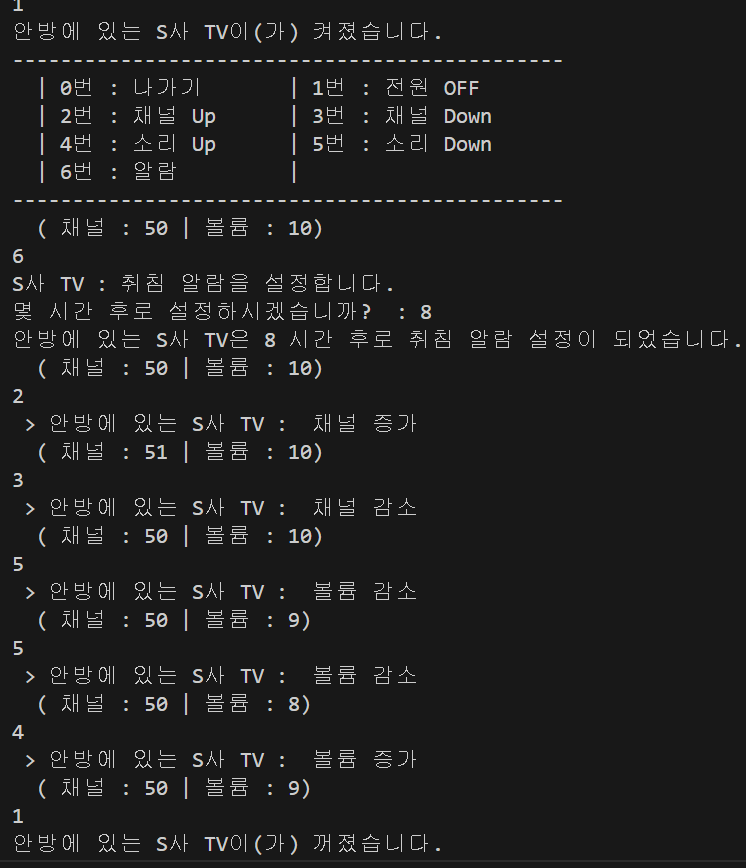 1
안방에 있는 S사 TV이(가) 켜졌습니다.
----------------------------------------------
  | 0번 : 나가기       | 1번 : 전원 OFF
  | 2번 : 채널 Up      | 3번 : 채널 Down
  | 4번 : 소리 Up      | 5번 : 소리 Down
  | 6번 : 알람         |
----------------------------------------------
  ( 채널 : 50 | 볼륨 : 10)
6
S사 TV : 취침 알람을 설정합니다.
몇 시간 후로 설정하시겠습니까?  : 8
안방에 있는 S사 TV은 8 시간 후로 취침 알람 설정이 되었습니다.
  ( 채널 : 50 | 볼륨 : 10)
2
 > 안방에 있는 S사 TV :  채널 증가
  ( 채널 : 51 | 볼륨 : 10)
3
 > 안방에 있는 S사 TV :  채널 감소
  ( 채널 : 50 | 볼륨 : 10)
5
 > 안방에 있는 S사 TV :  볼륨 감소
  ( 채널 : 50 | 볼륨 : 9)
5
 > 안방에 있는 S사 TV :  볼륨 감소
  ( 채널 : 50 | 볼륨 : 8)
4
 > 안방에 있는 S사 TV :  볼륨 증가
  ( 채널 : 50 | 볼륨 : 9)
1
안방에 있는 S사 TV이(가) 꺼졌습니다.